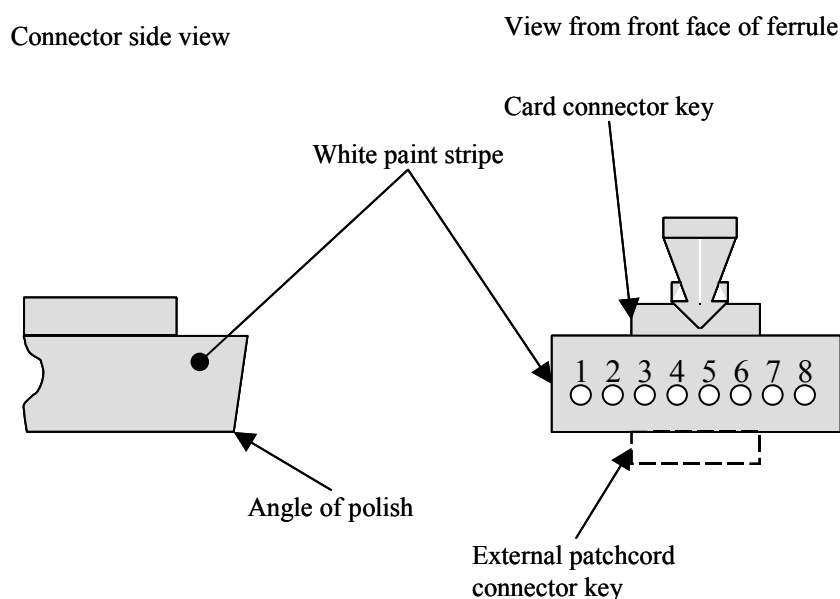 Connector side view
View from front face of ferrule
Card connector key
White paint stripe
1 2 3 4 5 6 7 8
Angle of polish
External patchcord
connector key